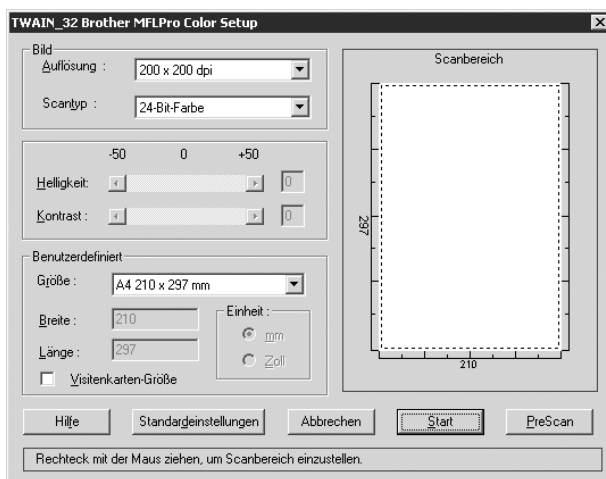 TWAIN_32 Brother MFLPro Color Setup
Bild
Auflösung :
200 x 200 dpi
Scantyp :
24-Bit-Farbe
-50 0 +50
Helligkeit: 0
Kontrast : 0
Benutzerdefiniert
Größe :
A4 210 x 297 mm
Breite : 210
Länge : 297
Einheit :
mm
Zoll
Visitenkarten-Größe
Scanbereich
297
210
Hilfe Standardeinstellungen Abbrechen Start PreScan
Rechteck mit der Maus ziehen, um Scanbereich einzustellen.